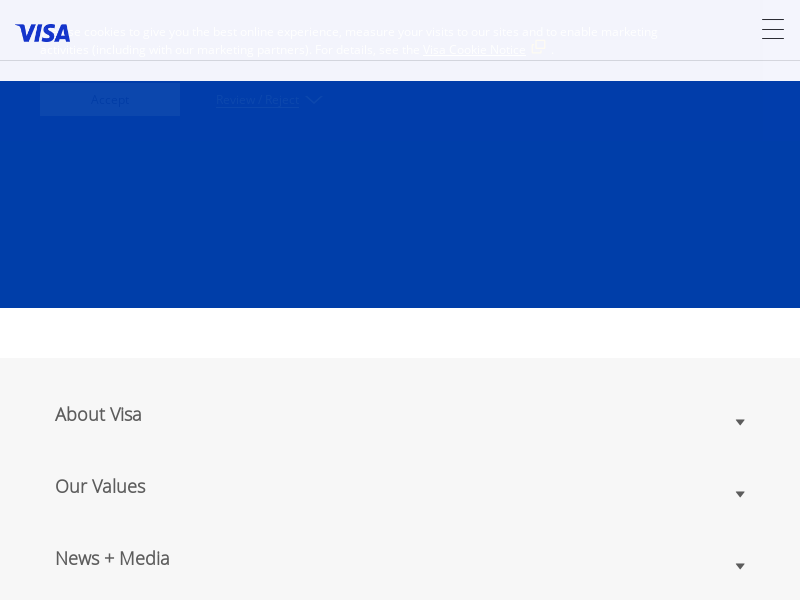 VISA
cookies to give you the best online experience, measure your visits to our sites and to enable marketing
activities (including with our marketing partners). For details, see the Visa Cookie Notice
Accept
Review / Reject
About Visa
Our Values
News + Media